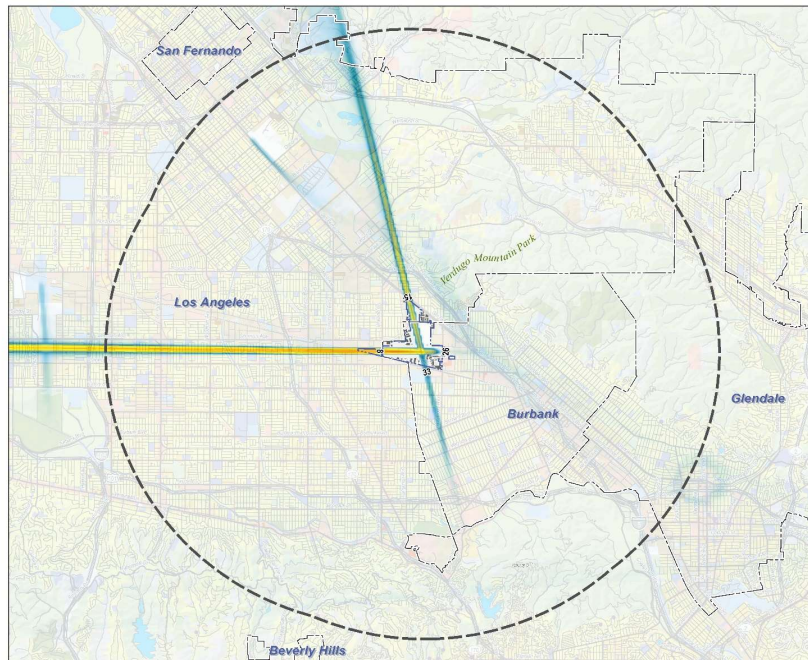 San Fernando
Verdugo Mountain Park
Los Angeles
15
8
26
33
Burbank
Glendale
Beverly Hills